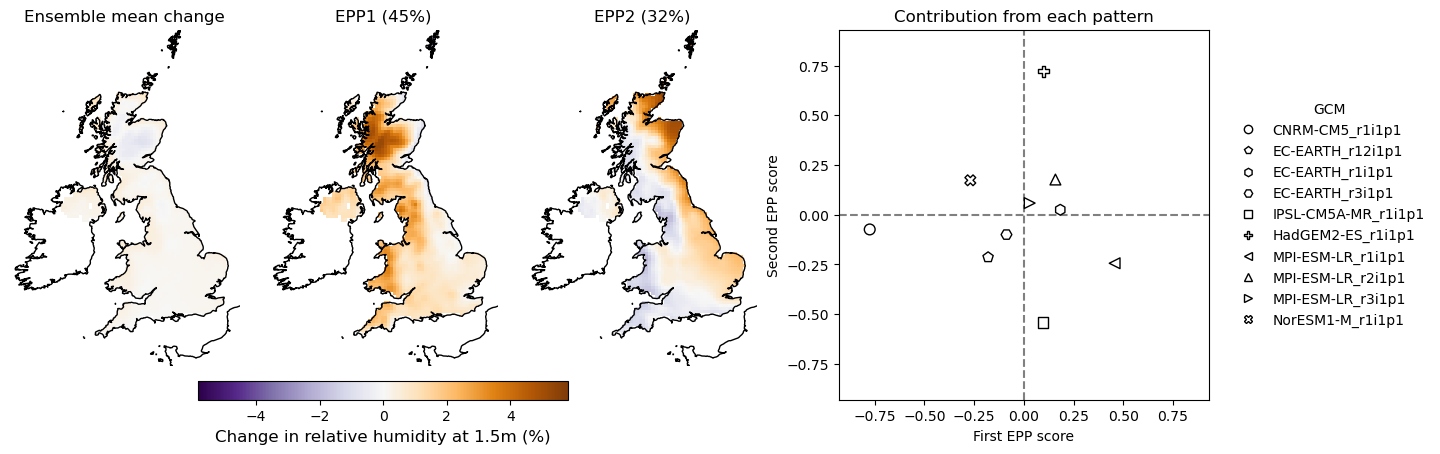 Ensemble mean change
EPP1 (45%)
EPP2 (32%)
Contribution from each pattern
−4
−2
0
2
4
Change in relative humidity at 1.5m (%)
Second EPP score
0.75
0.50
0.25
0.00
−0.25
−0.50
−0.75
−0.75
−0.50
−0.25
0.00
0.25
0.50
0.75
First EPP score
GCM
CNRM-CM5_r1i1p1
EC-EARTH_r12i1p1
EC-EARTH_r1i1p1
EC-EARTH_r3i1p1
IPSL-CM5A-MR_r1i1p1
HadGEM2-ES_r1i1p1
MPI-ESM-LR_r1i1p1
MPI-ESM-LR_r2i1p1
MPI-ESM-LR_r3i1p1
NorESM1-M_r1i1p1